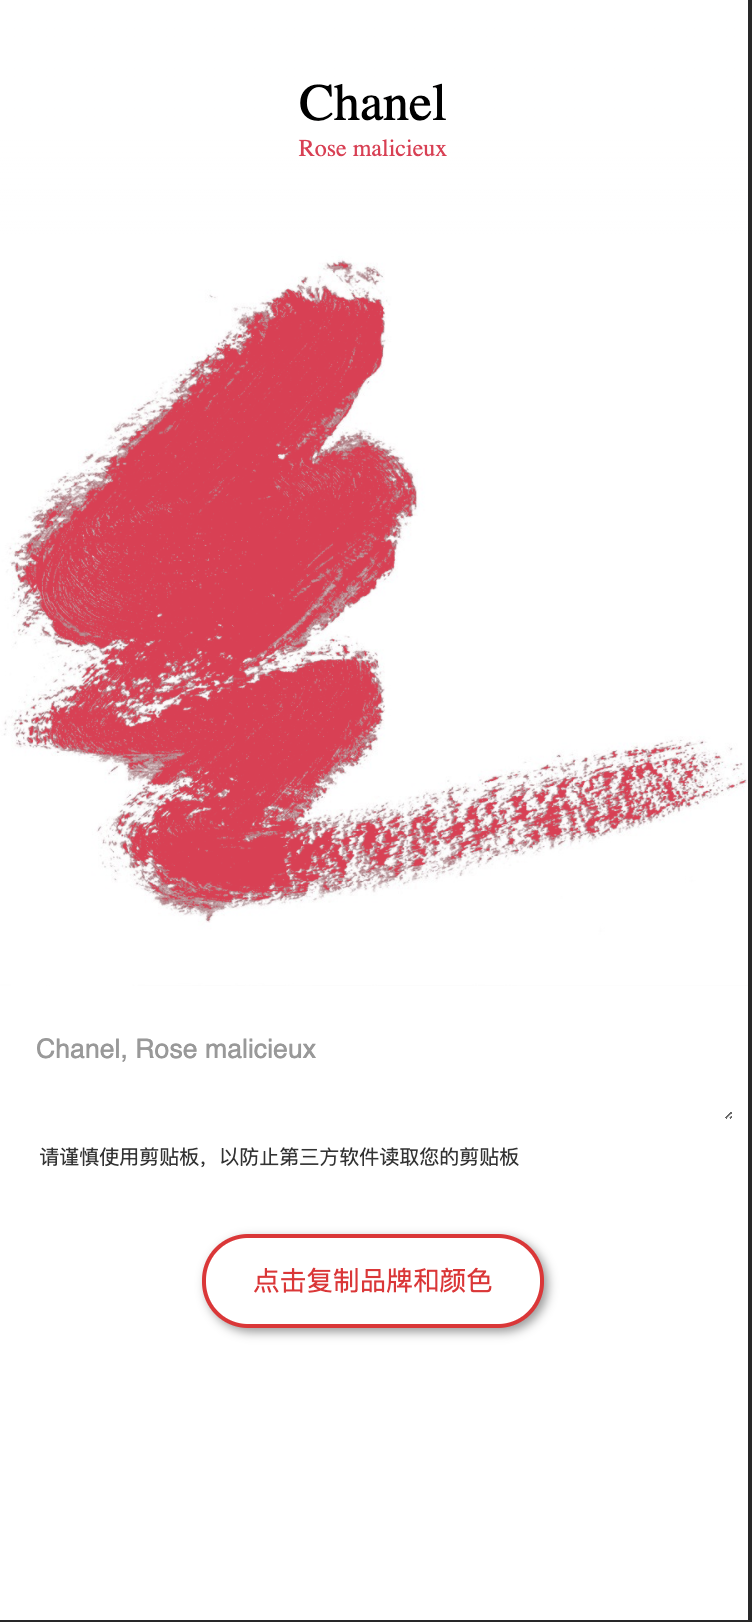 Chanel
Rose malicieux
Chanel, Rose malicieux
请谨慎使用剪贴板，以防止第三方软件读取您的剪贴板
点击复制品牌和颜色